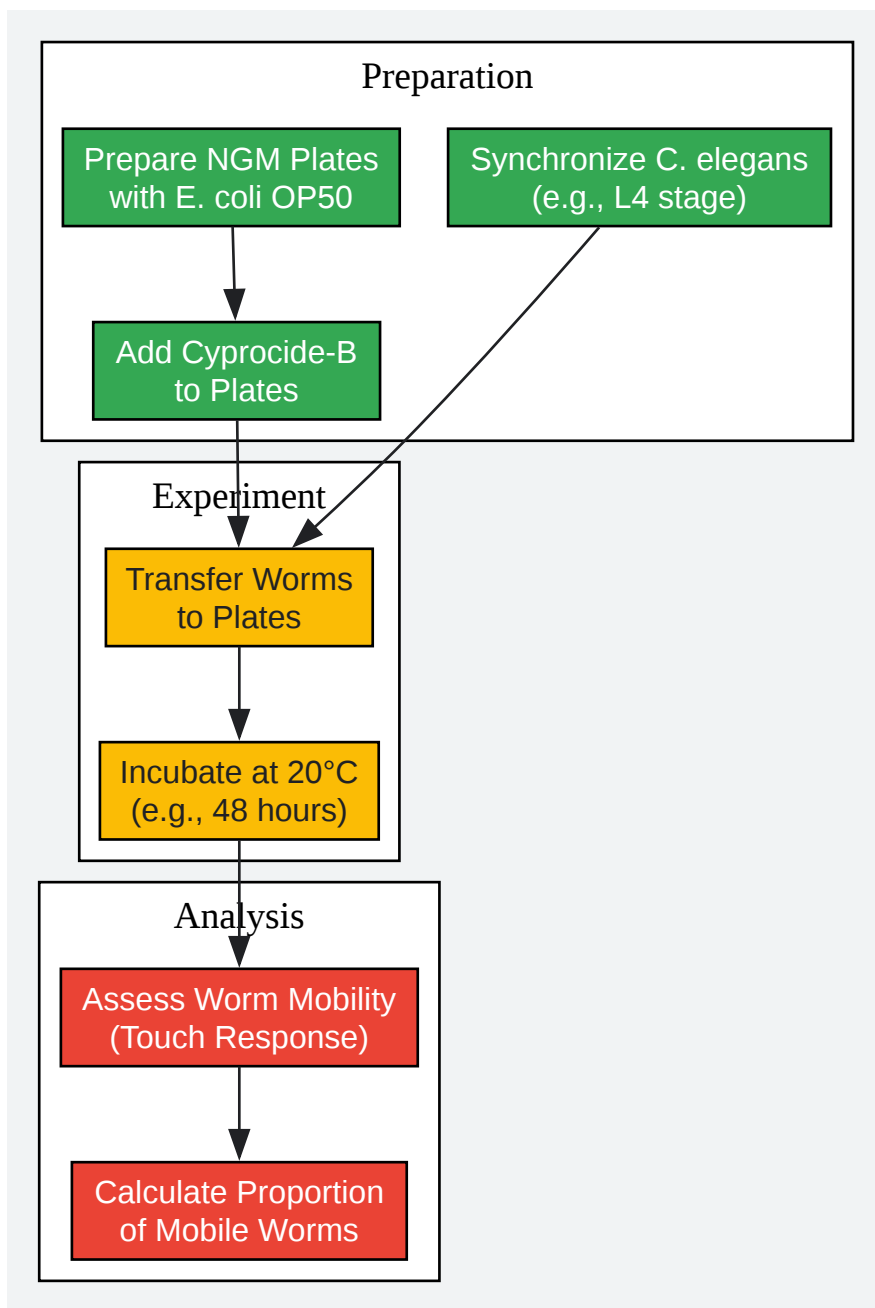 Preparation
Prepare NGM Plates
with E. coli OP50
Synchronize C. elegans
(e.g., L4 stage)
Add Cyprocide-B
to Plates
Experiment
Transfer Worms
to Plates
Incubate at 20°C
(e.g., 48 hours)
Analysis
Assess Worm Mobility
(Touch Response)
Calculate Proportion
of Mobile Worms